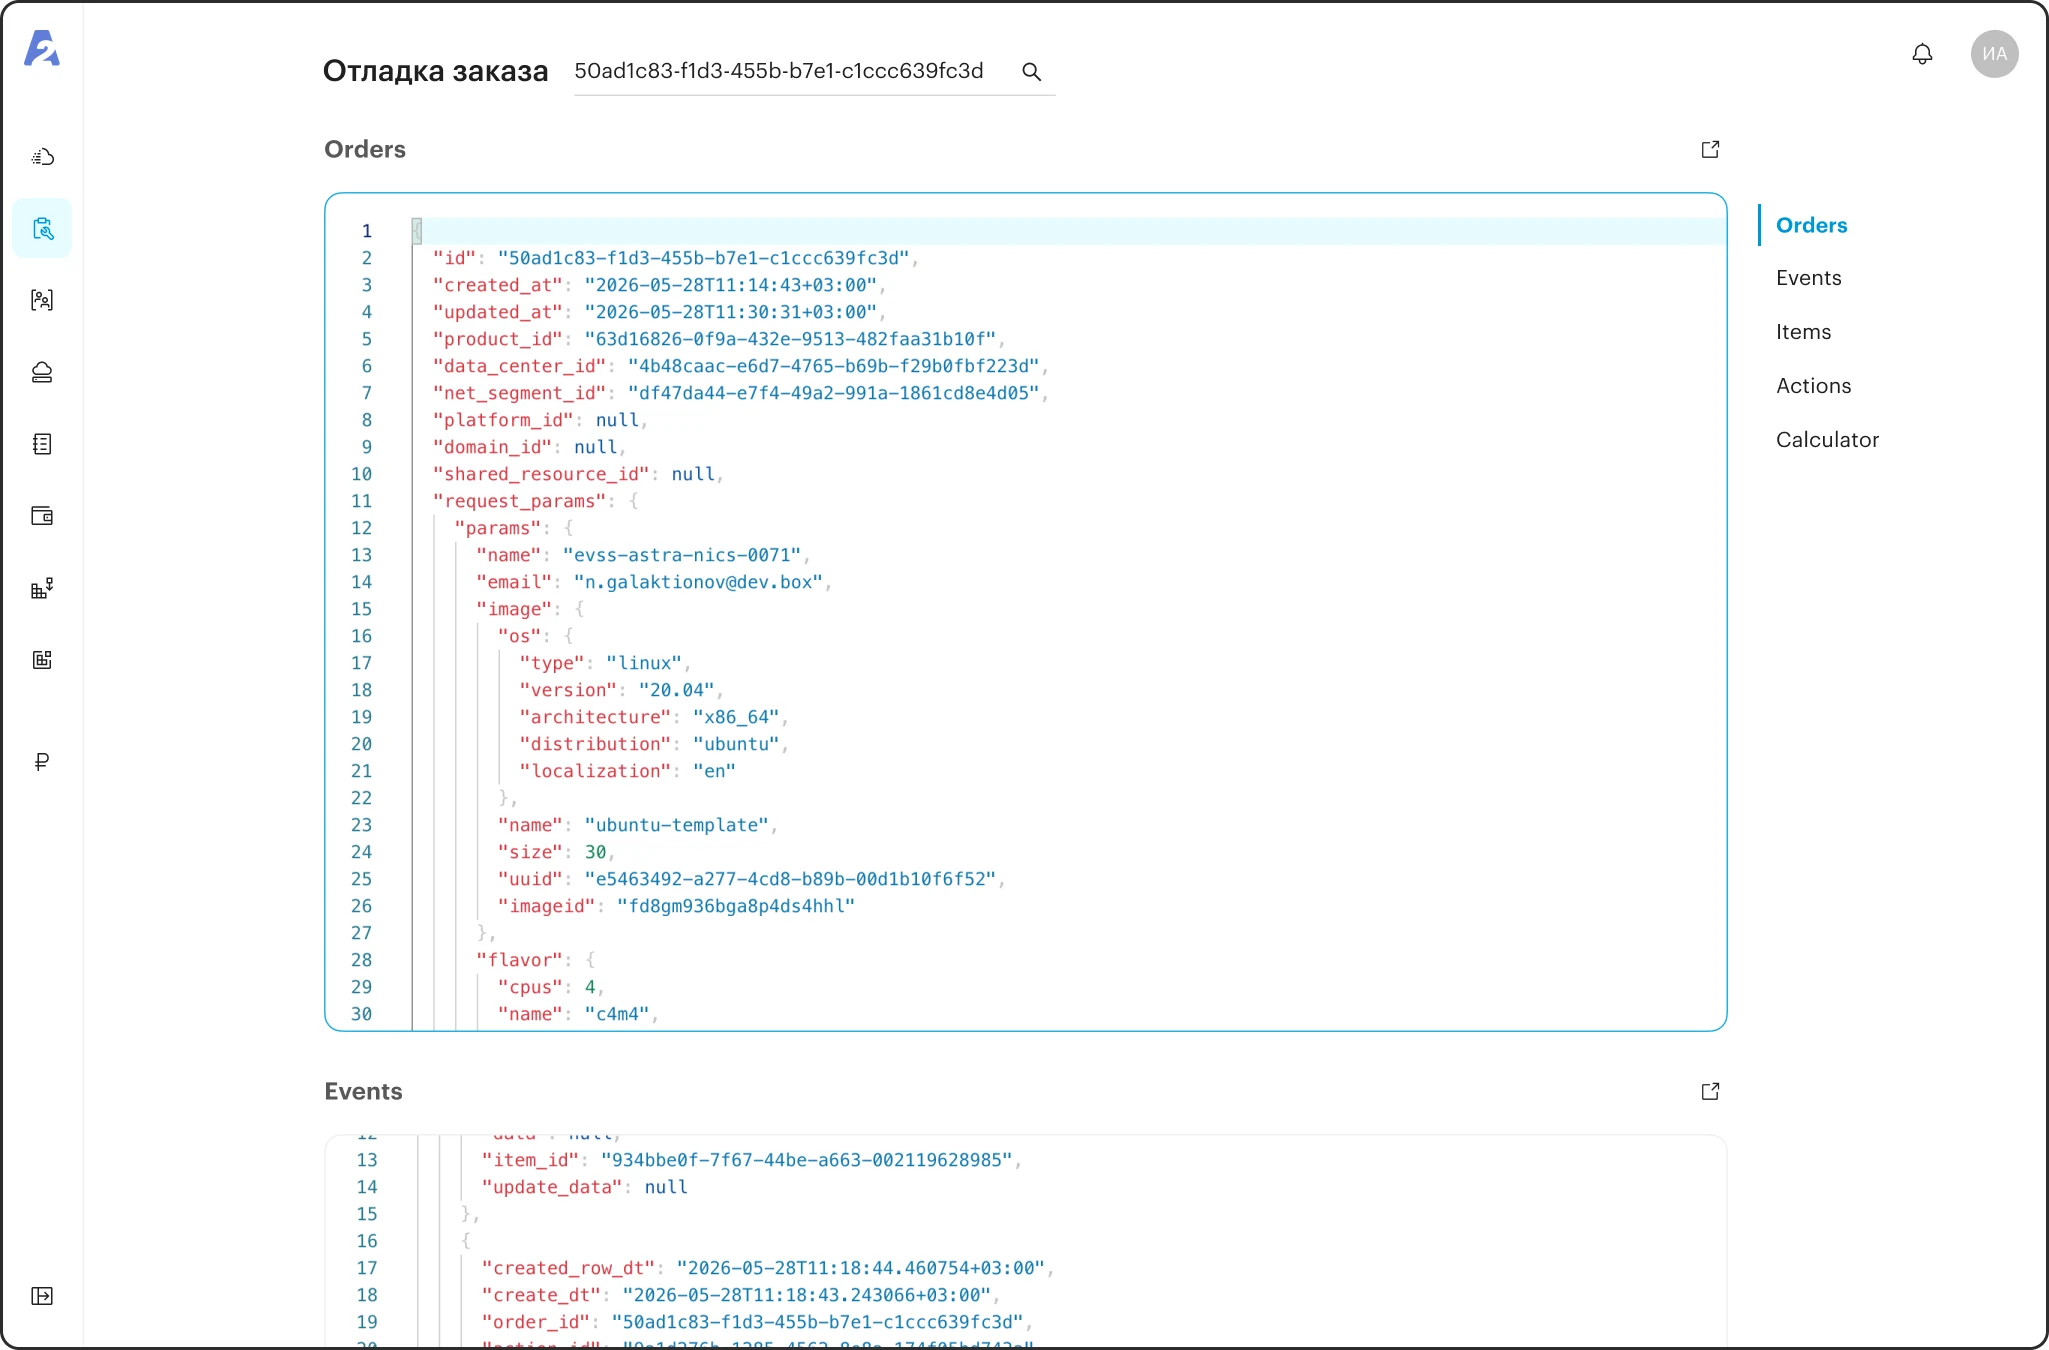 Отладка заказа 50ad1c83-f1d3-455b-b7e1-c1ccc639fc3d
ИА
Orders
1 {
2 "id": "50ad1c83-f1d3-455b-b7e1-c1ccc639fc3d",
3 "created_at": "2026-05-28T11:14:43+03:00",
4 "updated_at": "2026-05-28T11:30:31+03:00",
5 "product_id": "63d16826-0f9a-432e-9513-482faa31b10f",
6 "data_center_id": "4b48caac-e6d7-4765-b69b-f29b0fbf223d",
7 "net_segment_id": "df47da44-e7f4-49a2-991a-1861cd8e4d05",
8 "platform_id": null,
9 "domain_id": null,
10 "shared_resource_id": null,
11 "request_params": {
12 "params": {
13 "name": "evss-astra-nics-0071",
14 "email": "n.galaktionov@dev.box",
15 "image": {
16 "os": {
17 "type": "linux",
18 "version": "20.04",
19 "architecture": "x86_64",
20 "distribution": "ubuntu",
21 "localization": "en"
22 },
23 "name": "ubuntu-template",
24 "size": 30,
25 "uuid": "e5463492-a277-4cd8-b89b-00d1b10f6f52",
26 "imageid": "fd8gm936bga8p4ds4hhl"
27 },
28 "flavor": {
29 "cpus": 4,
30 "name": "c4m4",
Orders
Events
Items
Actions
Calculator
Events
13 "item_id": "934bbe0f-7f67-44be-a663-002119628985",
14 "update_data": null
15 },
16 {
17 "created_row_dt": "2026-05-28T11:18:44.460754+03:00",
18 "create_dt": "2026-05-28T11:18:43.243066+03:00",
19 "order_id": "50ad1c83-f1d3-455b-b7e1-c1ccc639fc3d",